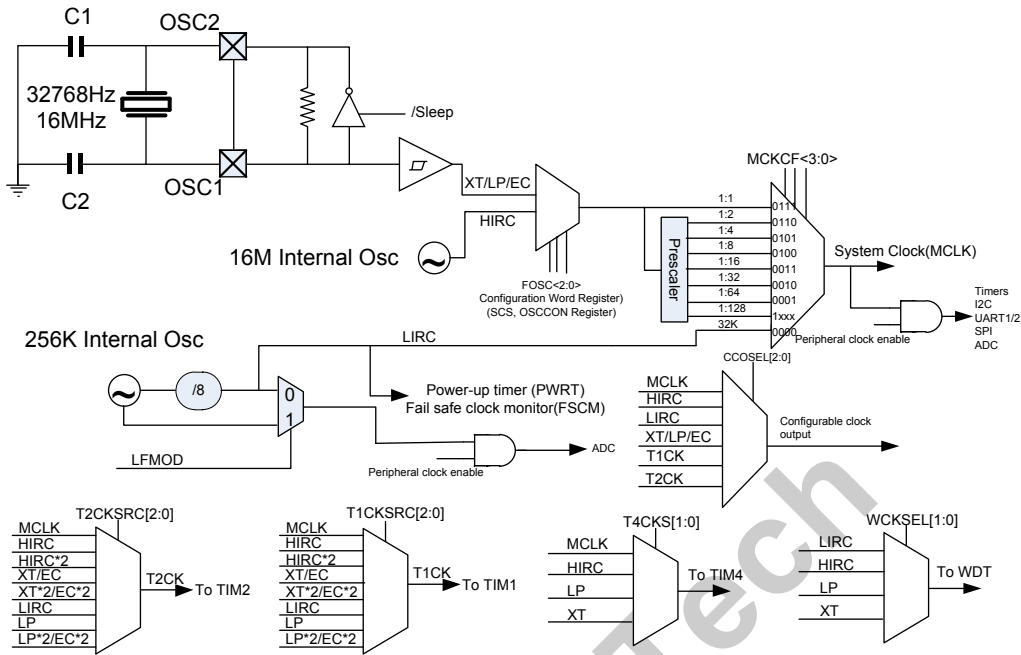 C1
OSC2
32768Hz
16MHz
/Sleep
C2
OSC1
XT/LP/EC
HIRC
16M Internal Osc
FOSC<2:0>
Configuration Word Register)
(SCS, OSCCON Register)
MCKCF<3:0>
Prescaler
1:1
0111
1:2
0110
1:4
0101
1:8
0100
1:16
0011
1:32
0010
1:64
0001
1:128
1xxx
32K
0000
System Clock(MCLK)
Peripheral clock enable
Timers
I2C
UART1/2
SPI
ADC
256K Internal Osc
LIRC
/8
0
1
LFMOD
Power-up timer (PWRT)
Fail safe clock monitor(FSCM)
Peripheral clock enable
ADC
CCOSEL[2:0]
MCLK
HIRC
LIRC
XT/LP/EC
T1CK
T2CK
Configurable clock
output
T2CKSRC[2:0]
MCLK
HIRC
HIRC*2
XT/EC
XT*2/EC*2
LIRC
LP
LP*2/EC*2
T2CK
To TIM2
T1CKSRC[2:0]
MCLK
HIRC
HIRC*2
XT/EC
XT*2/EC*2
LIRC
LP
LP*2/EC*2
T1CK
To TIM1
T4CKS[1:0]
MCLK
HIRC
LP
XT
To TIM4
WCKSEL[1:0]
LIRC
HIRC
LP
XT
To WDT
Tech